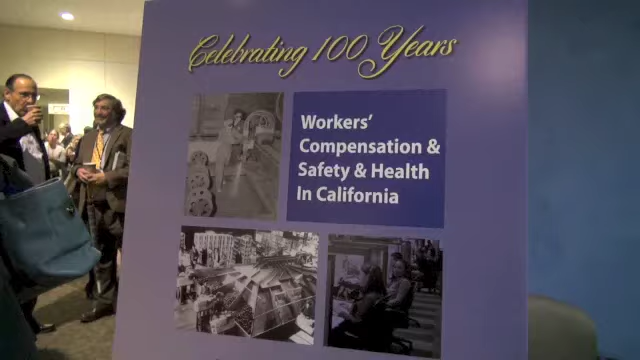 Celebrating 100 Years
Workers'
Compensation &
Safety & Health
In California